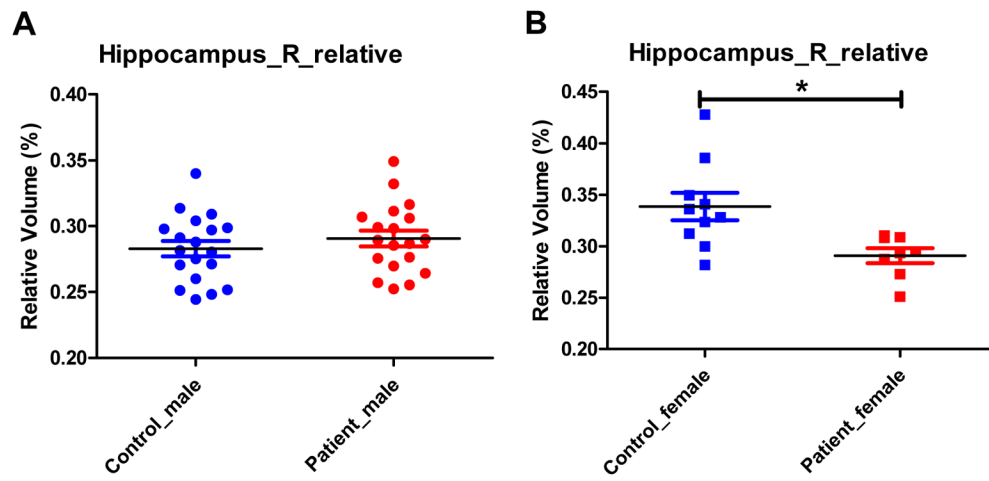 A
Hippocampus_R_relative
Relative Volume (%)
0.40
0.35
0.30
0.25
0.20
Control_male
Patient_male
B
Hippocampus_R_relative
*
Relative Volume (%)
0.45
0.40
0.35
0.30
0.25
0.20
Control_female
Patient_female